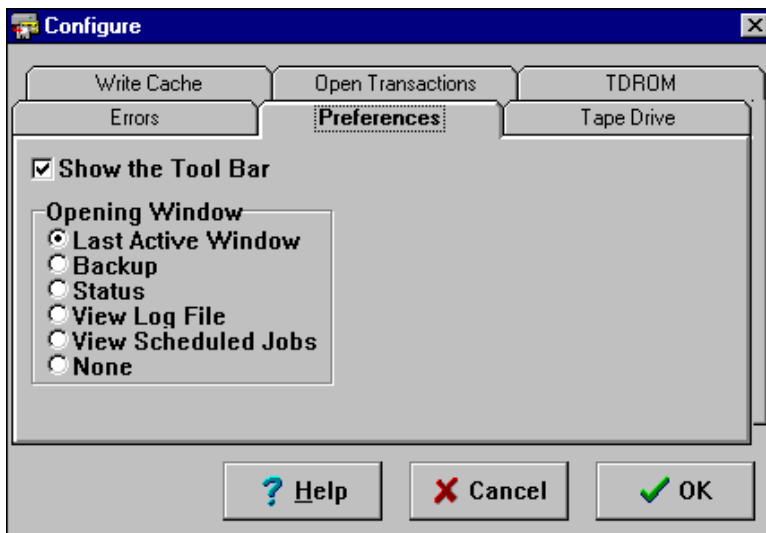 Configure
Write Cache
Open Transactions
TDROM
Errors
Preferences
Tape Drive
Show the Tool Bar
Opening Window
Last Active Window
Backup
Status
View Log File
View Scheduled Jobs
None
? Help
Cancel
OK